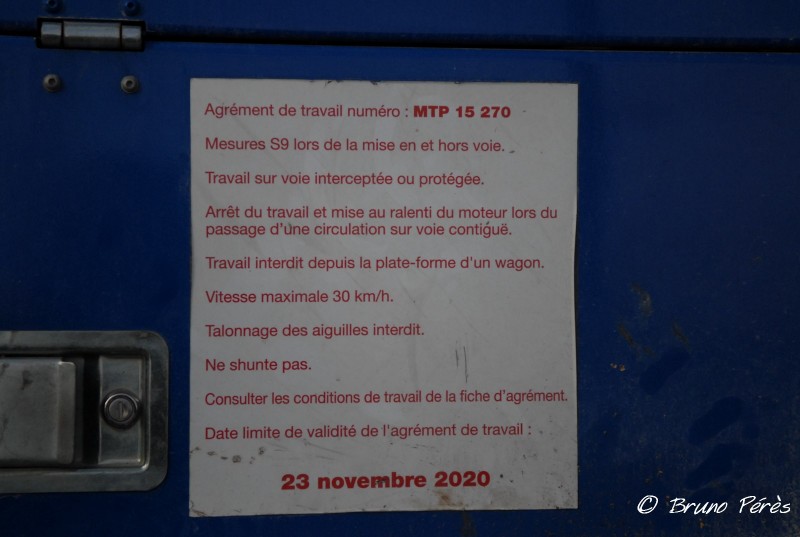 Agrément de travail numéro : MTP 15 270
Mesures S9 lors de la mise en et hors voie.
Travail sur voie interceptée ou protégée.
Arrêt du travail et mise au ralenti du moteur lors du
passage d'une circulation sur voie contiguë.
Travail interdit depuis la plate-forme d'un wagon.
Vitesse maximale 30 km/h.
Talonnage des aiguilles interdit.
Ne shunte pas.
Consulter les conditions de travail de la fiche d'agrément.
Date limite de validité de l'agrément de travail :
23 novembre 2020
© Bruno Pérès